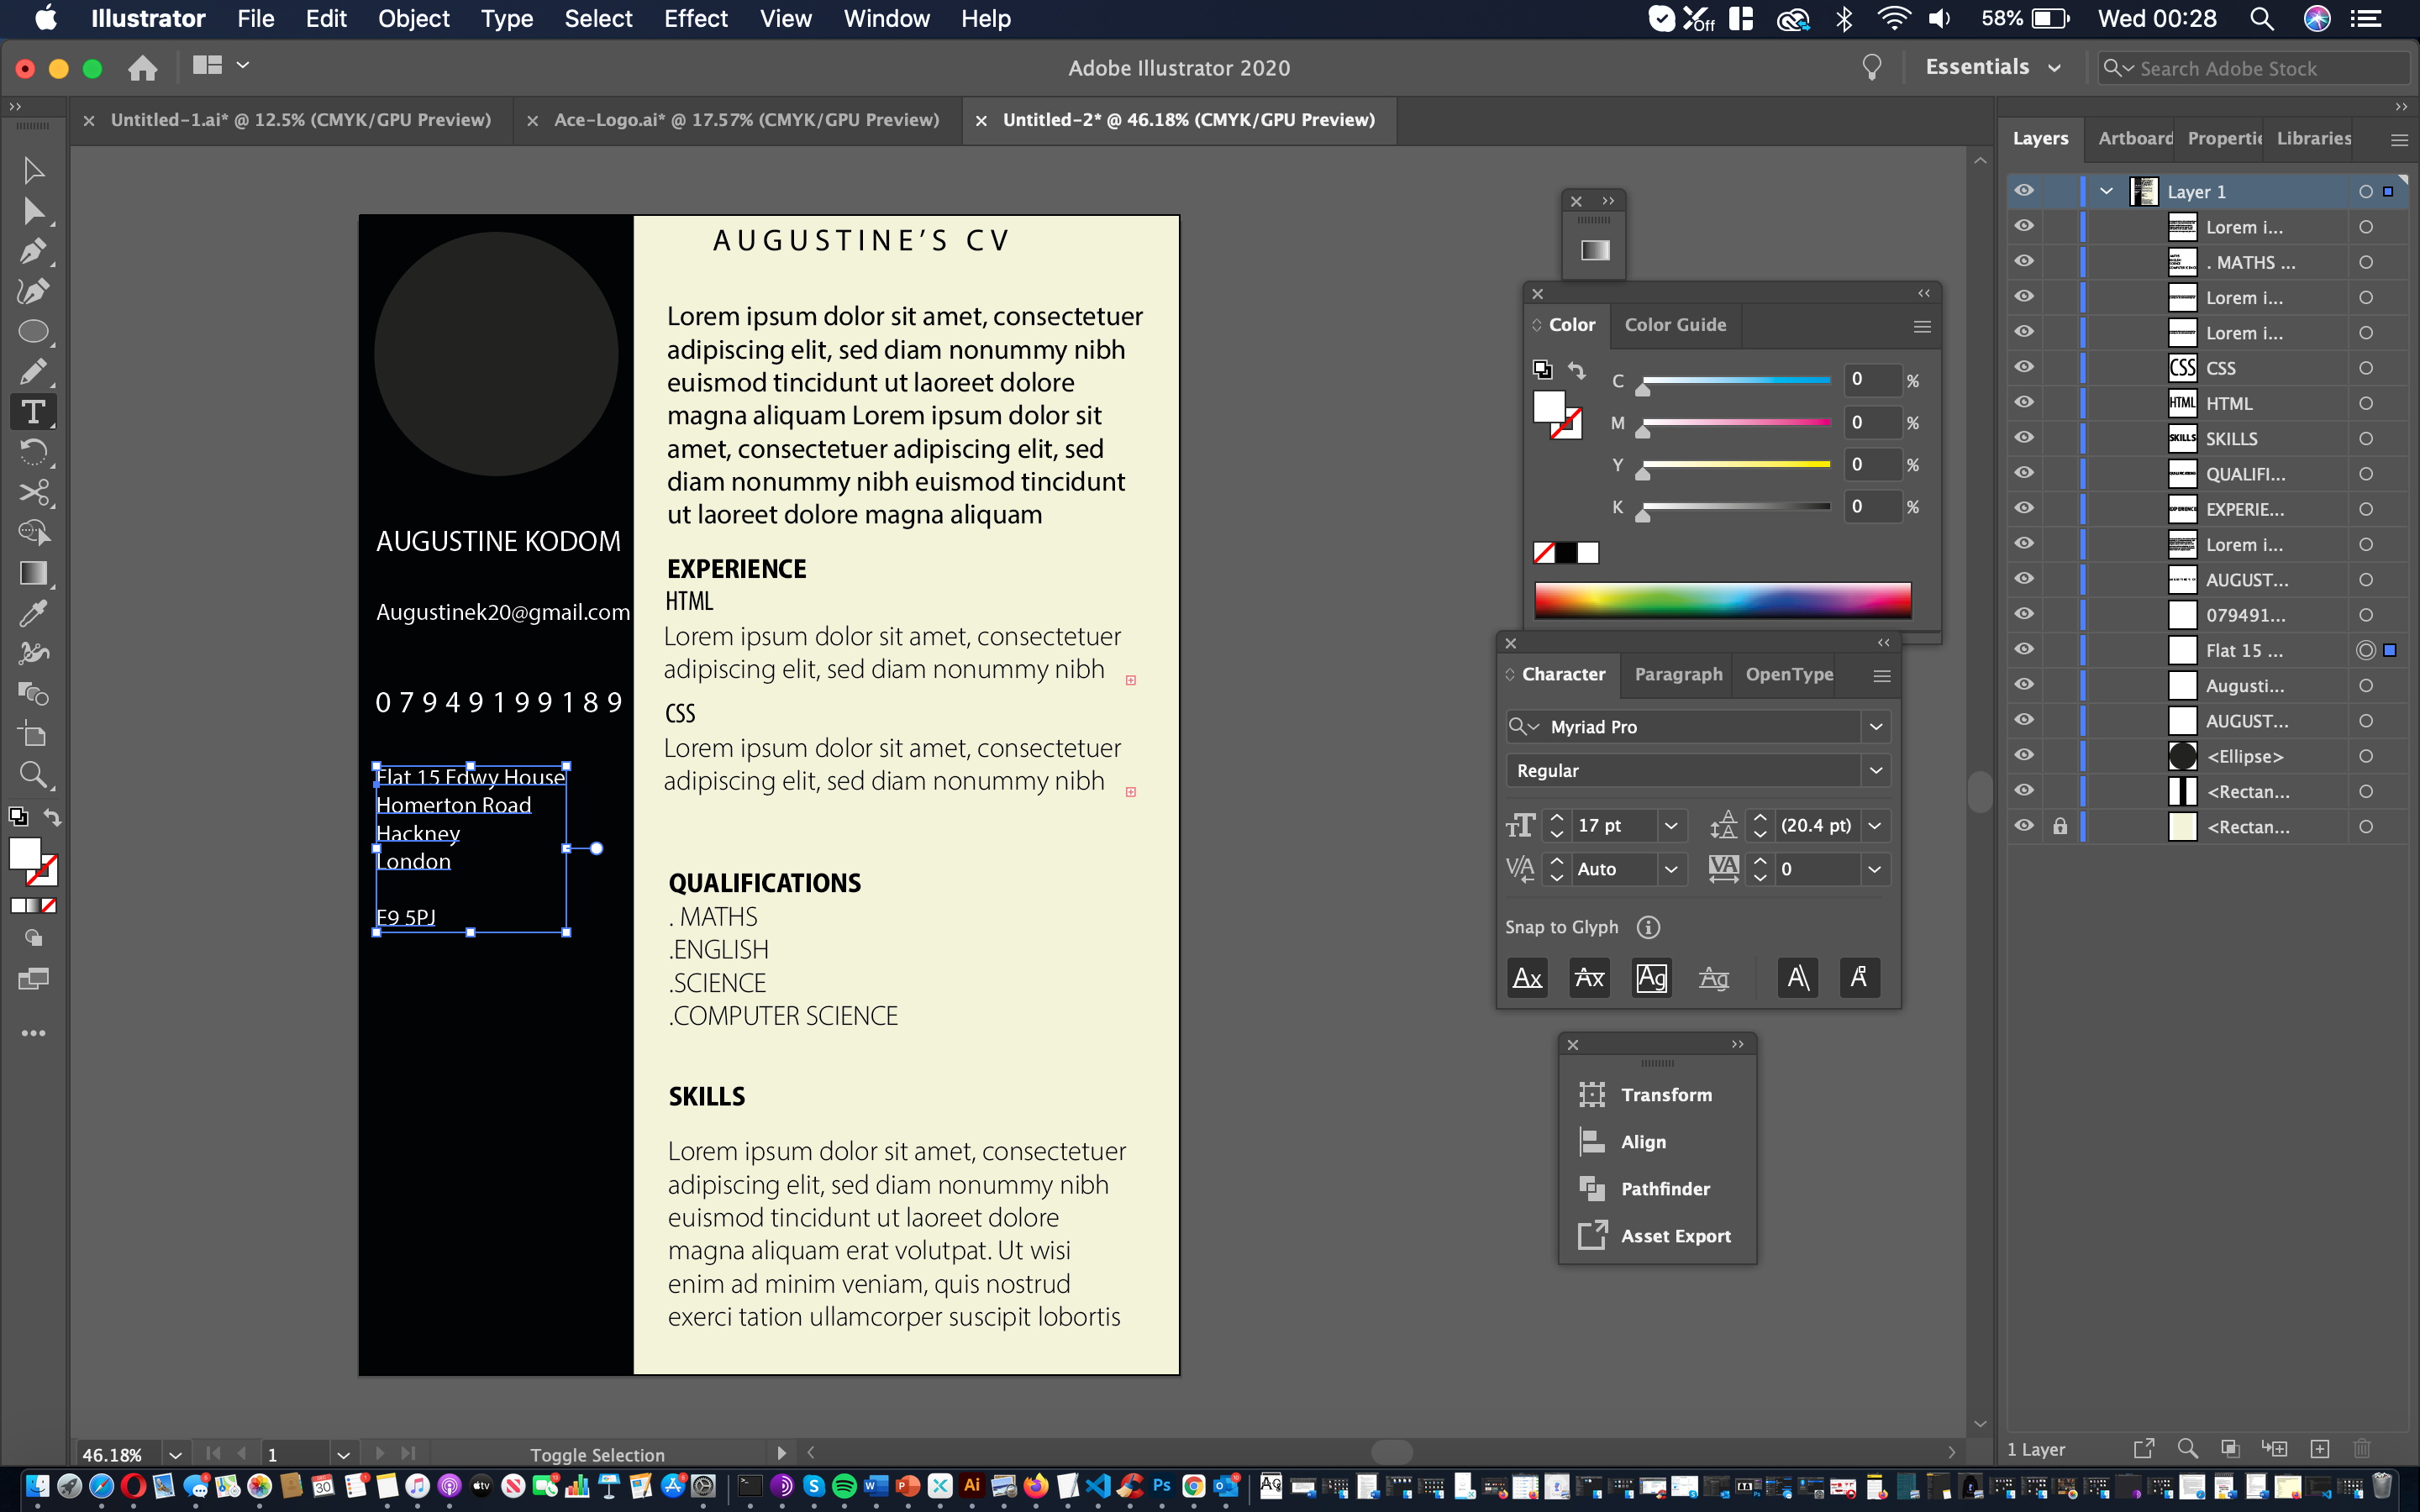 Illustrator File Edit Object Type Select Effect View Window Help
Off 58% Wed 00:28
Adobe Illustrator 2020
Essentials
Search Adobe Stock
Untitled-1.ai* @ 12.5% (CMYK/GPU Preview)
Ace-Logo.ai* @ 17.57% (CMYK/GPU Preview)
Untitled-2* @ 46.18% (CMYK/GPU Preview)
AUGUSTINE KODOM
Augustinek20@gmail.com
07949199189
Flat 15 Edwy House
Homerton Road
Hackney
London
E9 5PJ
AUGUSTINE’S CV
Lorem ipsum dolor sit amet, consectetuer
adipiscing elit, sed diam nonummy nibh
euismod tincidunt ut laoreet dolore
magna aliquam Lorem ipsum dolor sit
amet, consectetuer adipiscing elit, sed
diam nonummy nibh euismod tincidunt
ut laoreet dolore magna aliquam
EXPERIENCE
HTML
Lorem ipsum dolor sit amet, consectetuer
adipiscing elit, sed diam nonummy nibh
CSS
Lorem ipsum dolor sit amet, consectetuer
adipiscing elit, sed diam nonummy nibh
QUALIFICATIONS
. MATHS
.ENGLISH
.SCIENCE
.COMPUTER SCIENCE
SKILLS
Lorem ipsum dolor sit amet, consectetuer
adipiscing elit, sed diam nonummy nibh
euismod tincidunt ut laoreet dolore
magna aliquam erat volutpat. Ut wisi
enim ad minim veniam, quis nostrud
exerci tation ullamcorper suscipit lobortis
Color Color Guide
C 0 %
M 0 %
Y 0 %
K 0 %
Character Paragraph OpenType
Myriad Pro
Regular
17 pt (20.4 pt)
Auto 0
Snap to Glyph
Transform
Align
Pathfinder
Asset Export
Layers Artboard Propertie Libraries
Layer 1
Lorem i...
. MATHS ...
Lorem i...
Lorem i...
CSS CSS
HTML HTML
SKILLS SKILLS
QUALIFI...
EXPERIE...
Lorem i...
AUGUST...
079491...
Flat 15 ...
Augusti...
AUGUST...
<Ellipse>
<Rectan...
<Rectan...
1 Layer
46.18% 1 Toggle Selection